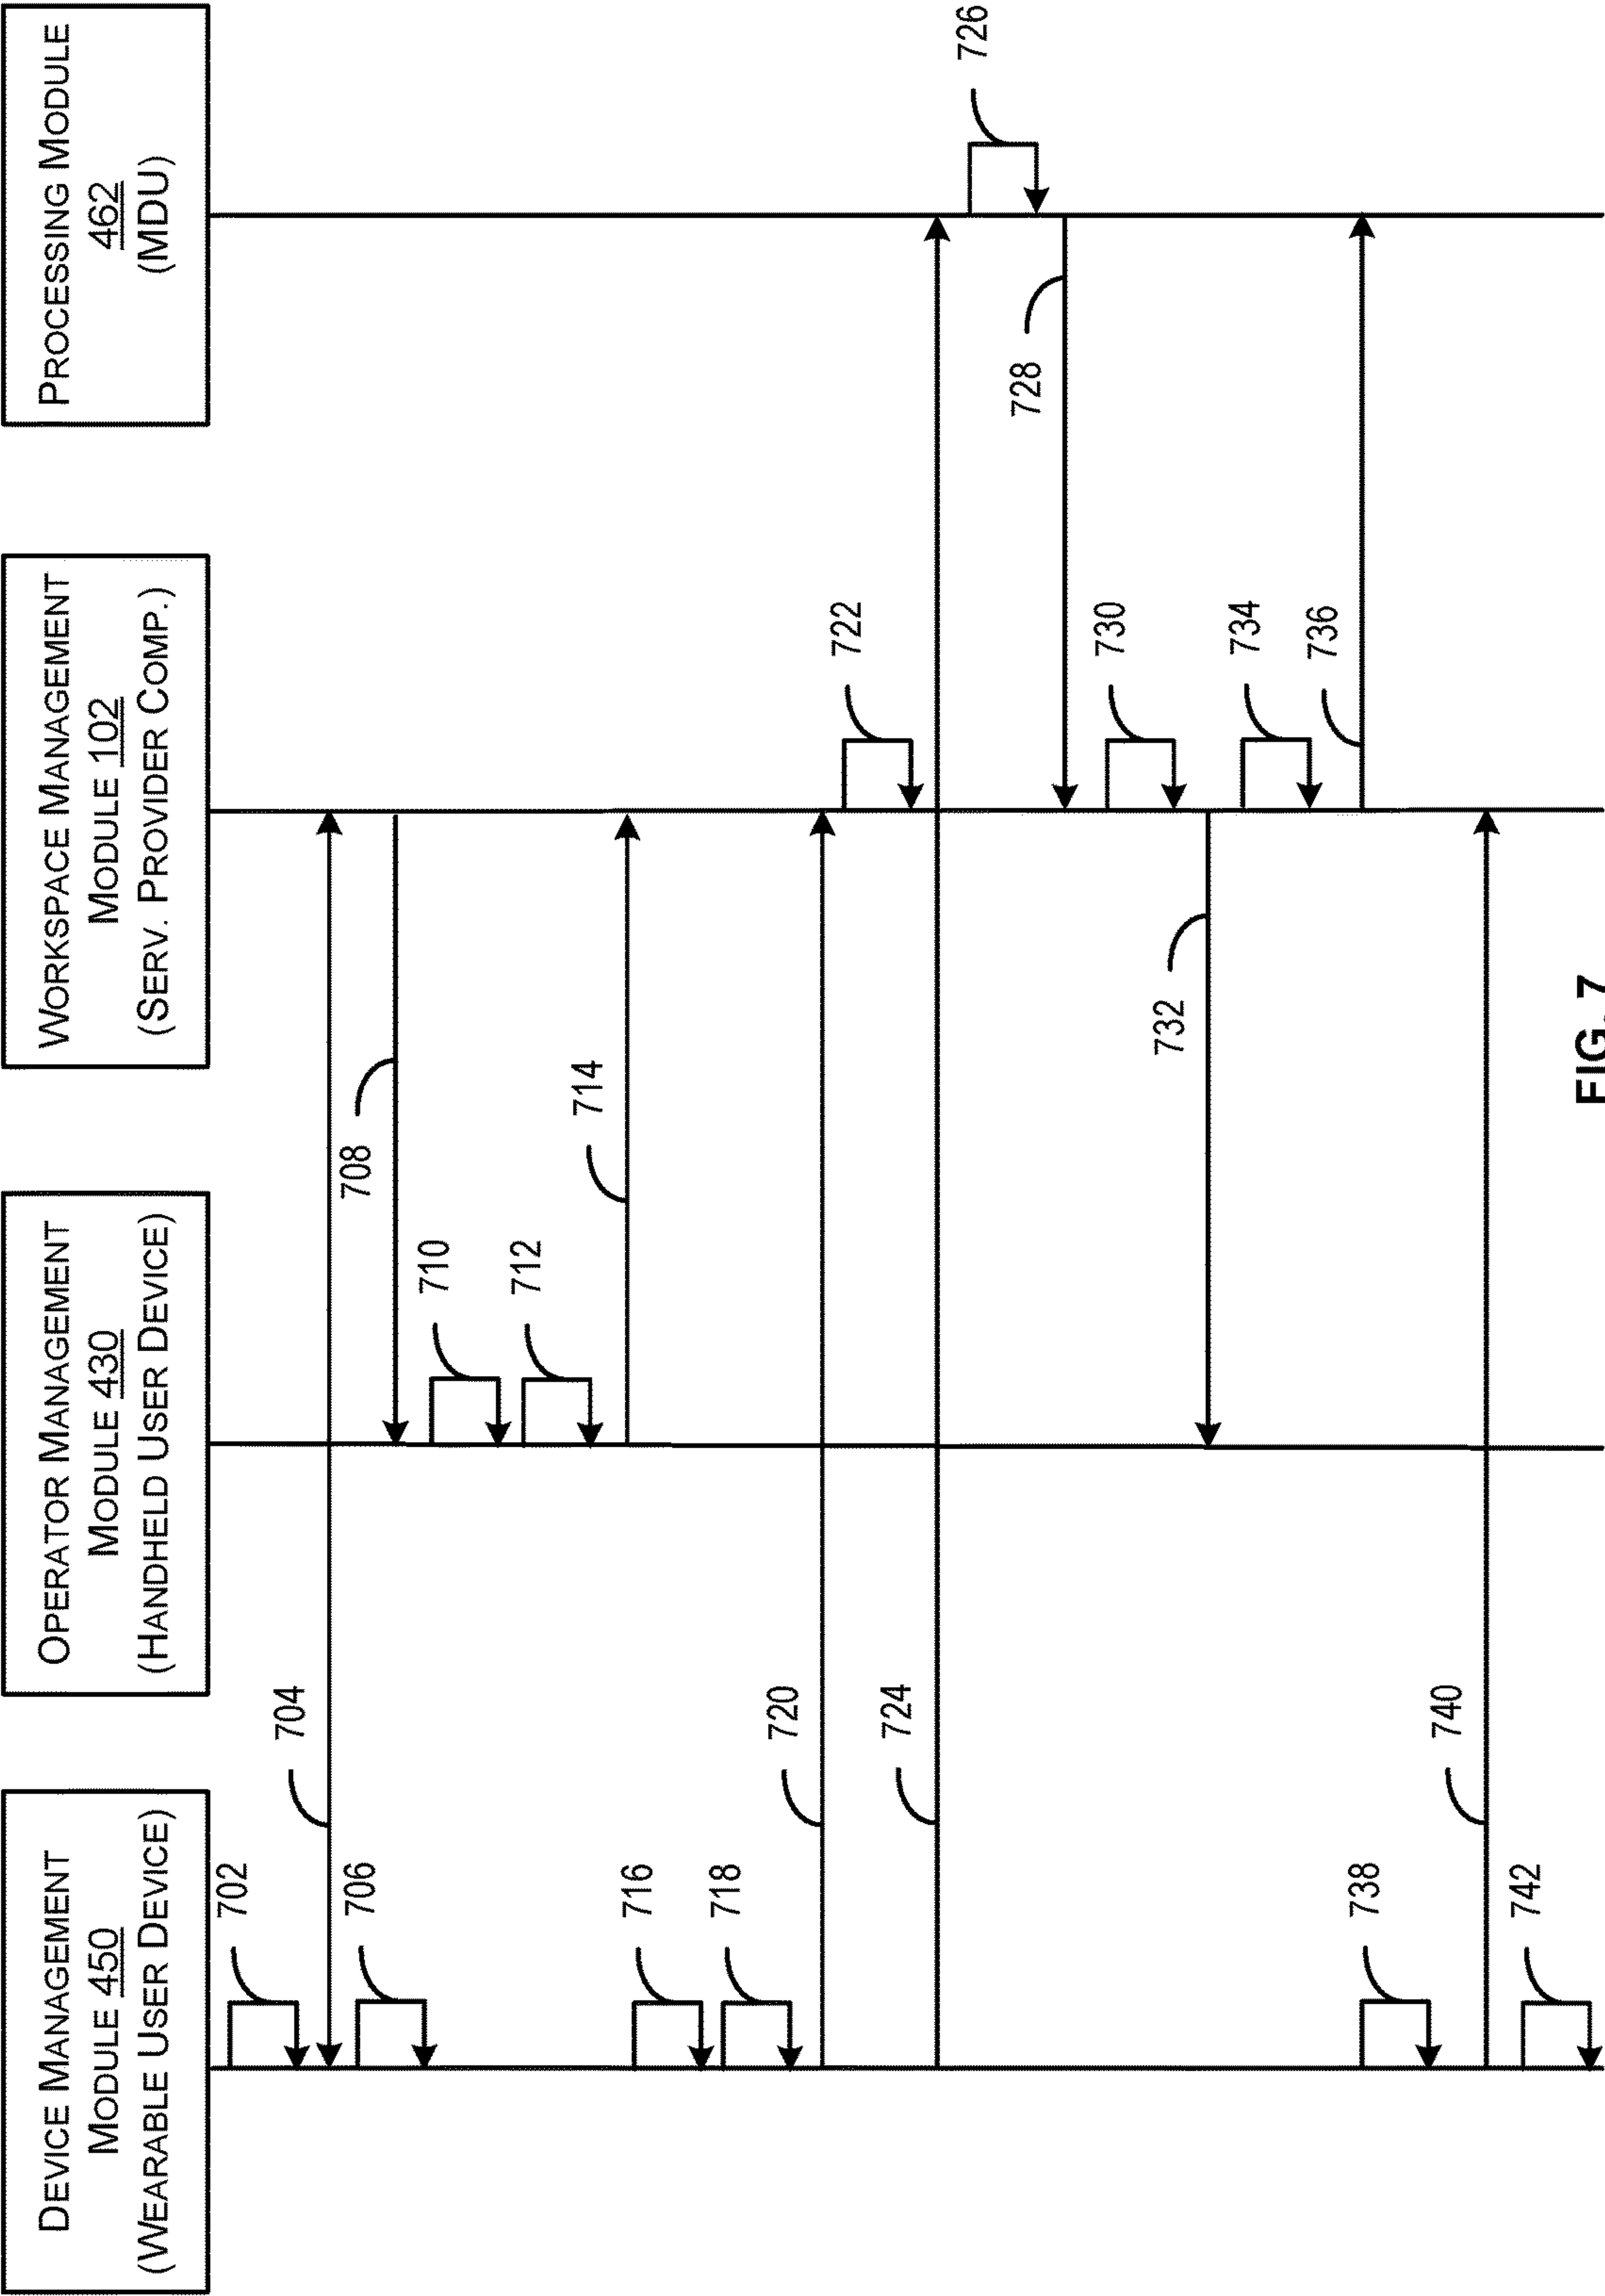 DEVICE MANAGEMENT
MODULE 450
(WEARABLE USER DEVICE)
OPERATOR MANAGEMENT
MODULE 430
(HANDHELD USER DEVICE)
WORKSPACE MANAGEMENT
MODULE 102
(SERV. PROVIDER COMP.)
PROCESSING MODULE
462
(MDU)
702
704
706
708
710
712
714
716
718
720
722
724
726
728
730
732
734
736
738
740
742
FIG. 7